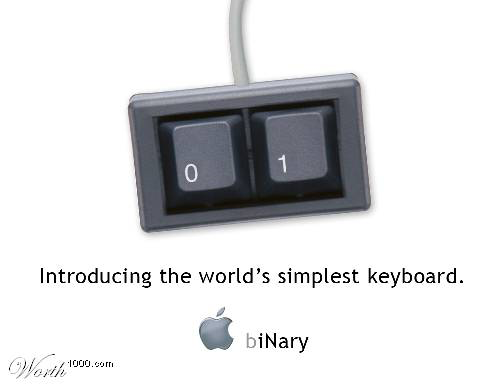 0 1
Introducing the world's simplest keyboard.
biNary
Worth1000.com